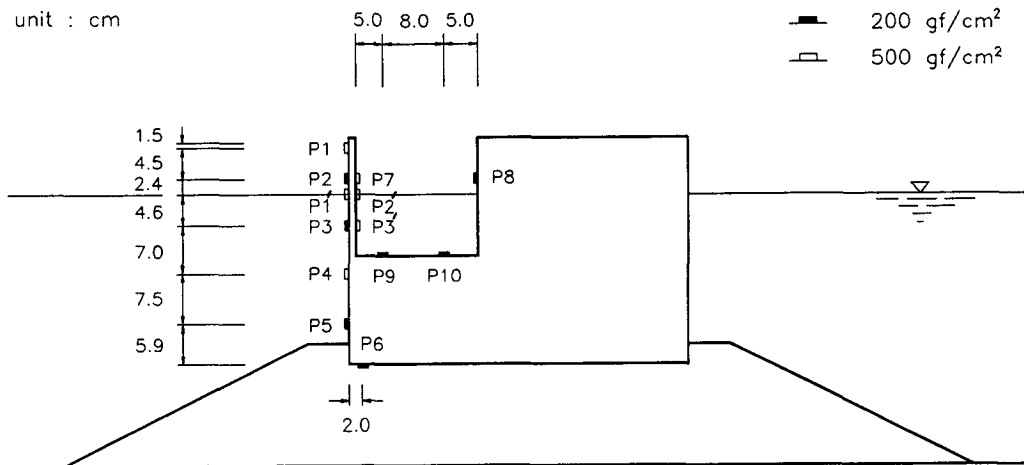 unit : cm
5.0 8.0 5.0
200 gf/cm²
500 gf/cm²
1.5
4.5
2.4
4.6
7.0
7.5
5.9
P1
P2 P7 P8
P1′ P2′
P3 P3′
P4 P9 P10
P5
P6
2.0